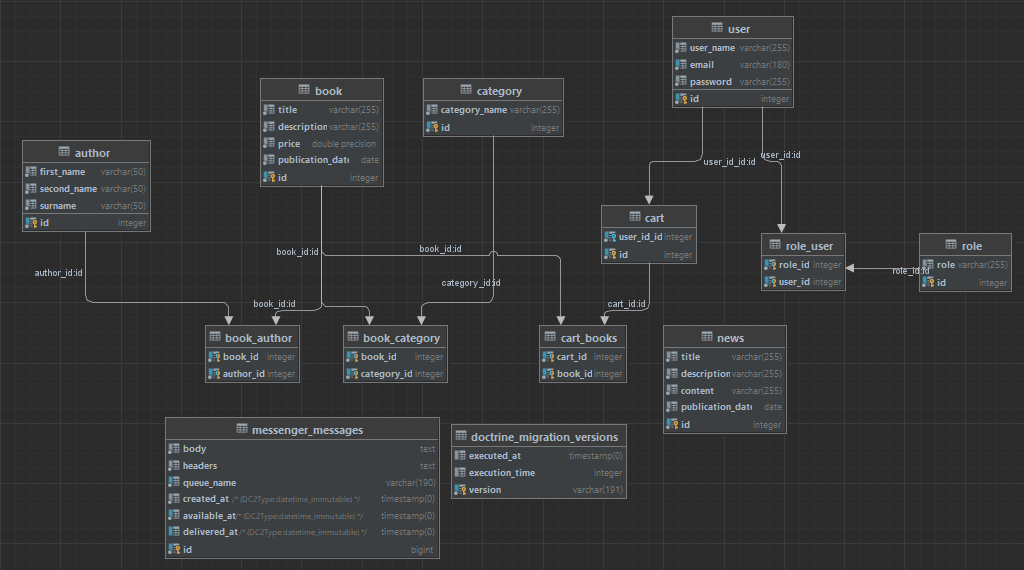 user
user_name varchar(255)
email varchar(180)
password varchar(255)
id integer
book
title varchar(255)
description varchar(255)
price double precision
publication_date date
id integer
category
category_name varchar(255)
id integer
author
first_name varchar(50)
second_name varchar(50)
surname varchar(50)
id integer
user_id_id:id
user_id:id
cart
user_id_id integer
id integer
role_user
role_id integer
user_id integer
role
role varchar(255)
id integer
role_id:id
book_id:id
book_id:id
author_id:id
category_id:id
book_id:id
cart_id:id
book_author
book_id integer
author_id integer
book_category
book_id integer
category_id integer
cart_books
cart_id integer
book_id integer
news
title varchar(255)
description varchar(255)
content varchar(255)
publication_date date
id integer
messenger_messages
body text
headers text
queue_name varchar(190)
created_at /* (DC2Type:datetime_immutable) */ timestamp(0)
available_at /* (DC2Type:datetime_immutable) */ timestamp(0)
delivered_at /* (DC2Type:datetime_immutable) */ timestamp(0)
id bigint
doctrine_migration_versions
executed_at timestamp(0)
execution_time integer
version varchar(191)